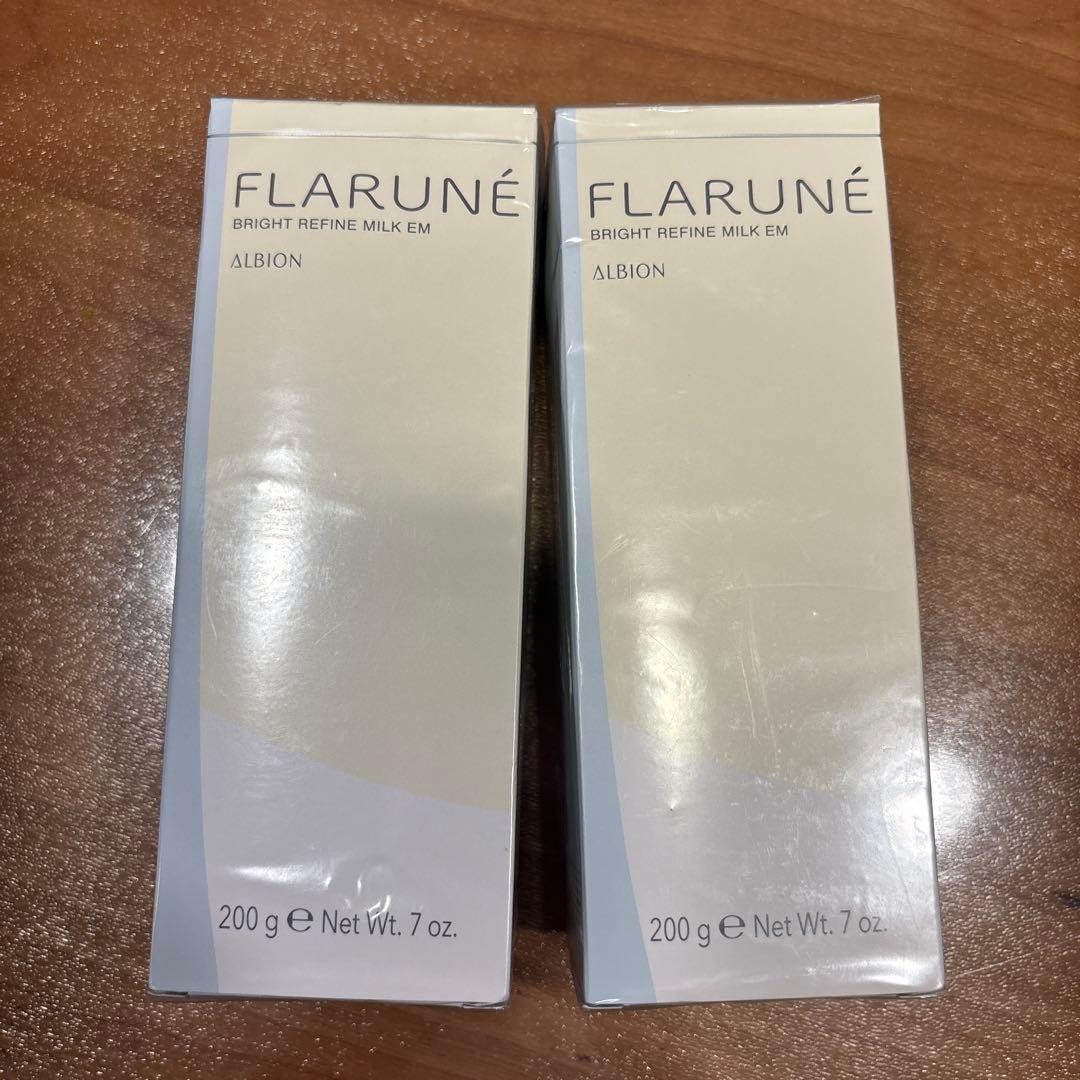 FLARUNÉ
BRIGHT REFINE MILK EM
ALBION
200 g ℮ Net Wt. 7 oz.
FLARUNÉ
BRIGHT REFINE MILK EM
ALBION
200 g ℮ Net Wt. 7 oz.